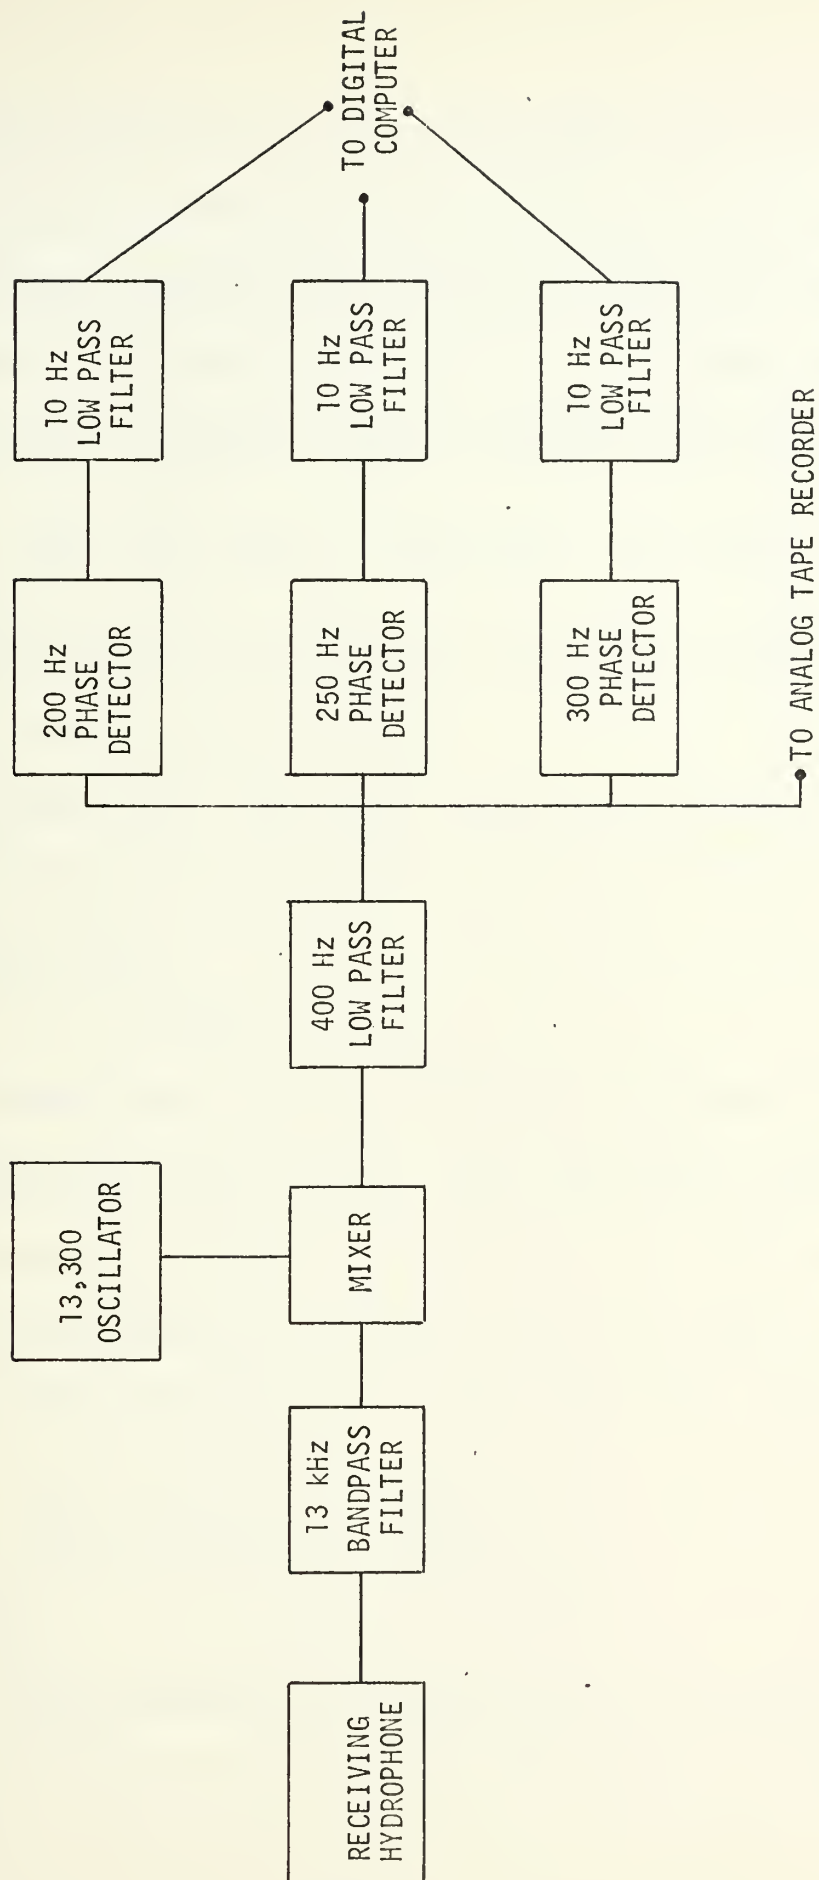 RECEIVING
HYDROPHONE
13 kHz
BANDPASS
FILTER
13,300
OSCILLATOR
MIXER
400 Hz
LOW PASS
FILTER
200 Hz
PHASE
DETECTOR
10 Hz
LOW PASS
FILTER
250 Hz
PHASE
DETECTOR
10 Hz
LOW PASS
FILTER
300 Hz
PHASE
DETECTOR
10 Hz
LOW PASS
FILTER
TO DIGITAL
COMPUTER
TO ANALOG TAPE RECORDER